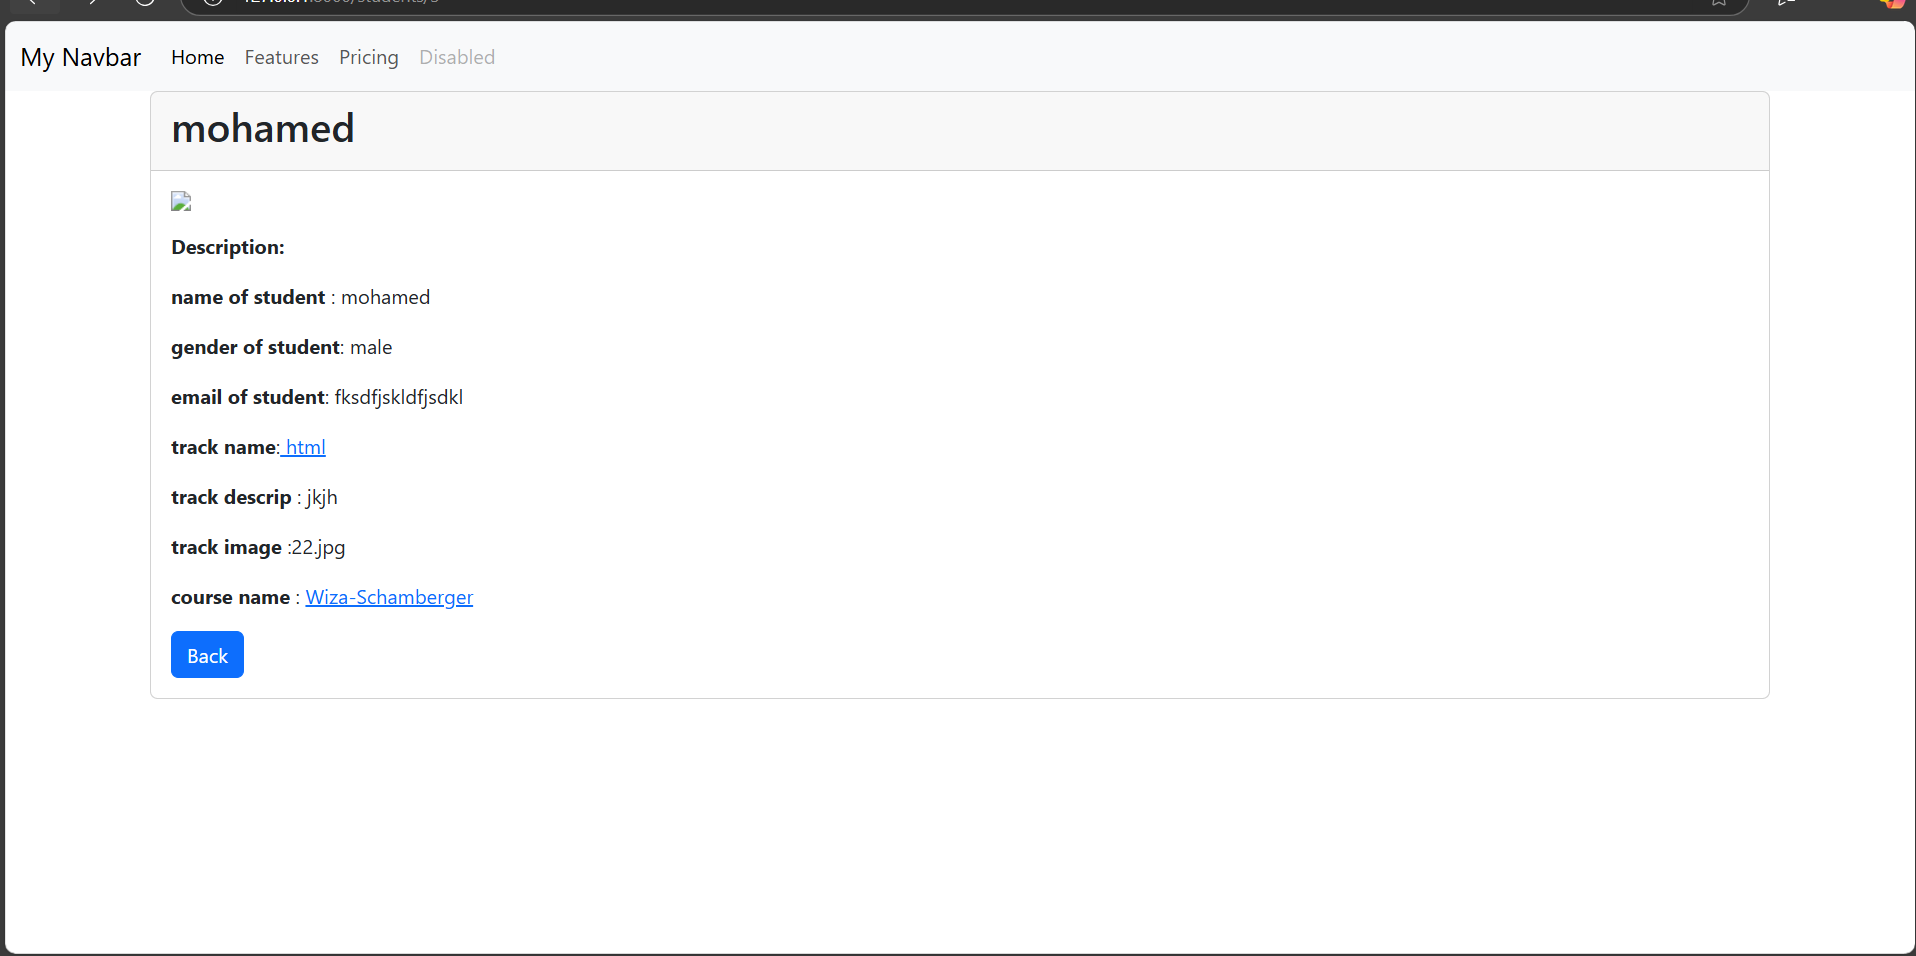 My Navbar Home Features Pricing Disabled
mohamed
Description:
name of student : mohamed
gender of student: male
email of student: fksdfjskldfjsdkl
track name: html
track descrip : jkjh
track image :22.jpg
course name : Wiza-Schamberger
Back